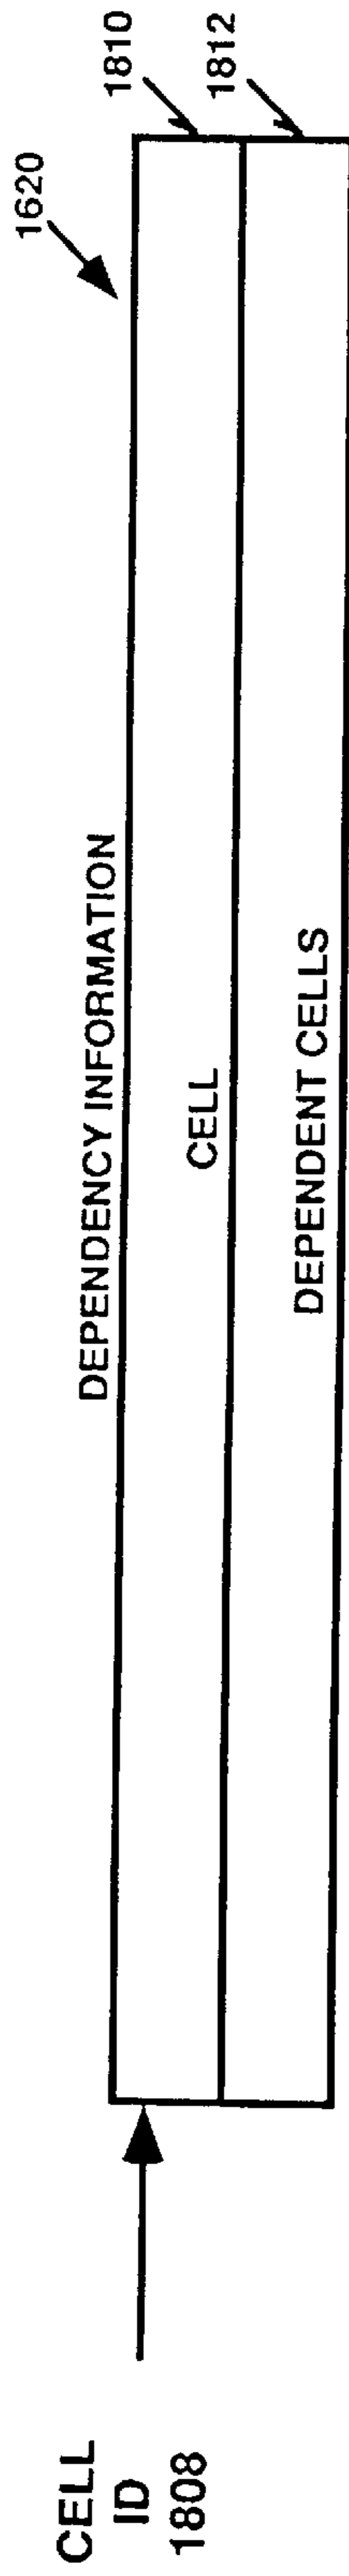 1620
DEPENDENCY INFORMATION
1810
CELL
1812
DEPENDENT CELLS
CELL
ID
1808